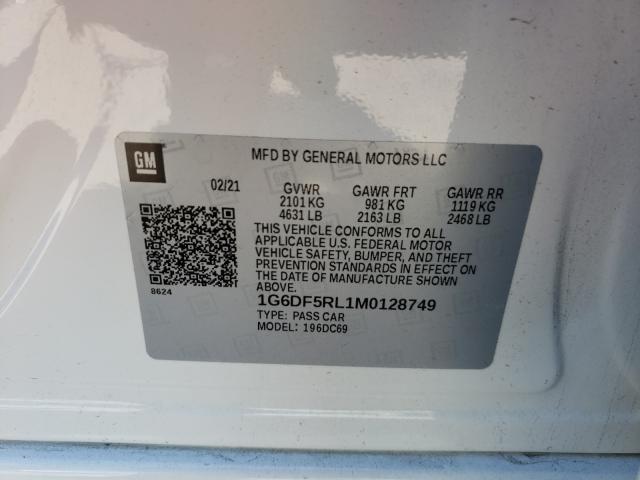 GM
MFD BY GENERAL MOTORS LLC
02/21 GVWR GAWR FRT GAWR RR
2101 KG 981 KG 1119 KG
4631 LB 2163 LB 2468 LB
THIS VEHICLE CONFORMS TO ALL
APPLICABLE U.S. FEDERAL MOTOR
VEHICLE SAFETY, BUMPER, AND THEFT
PREVENTION STANDARDS IN EFFECT ON
THE DATE OF MANUFACTURE SHOWN
ABOVE.
8624
1G6DF5RL1M0128749
TYPE: PASS CAR
MODEL: 196DC69